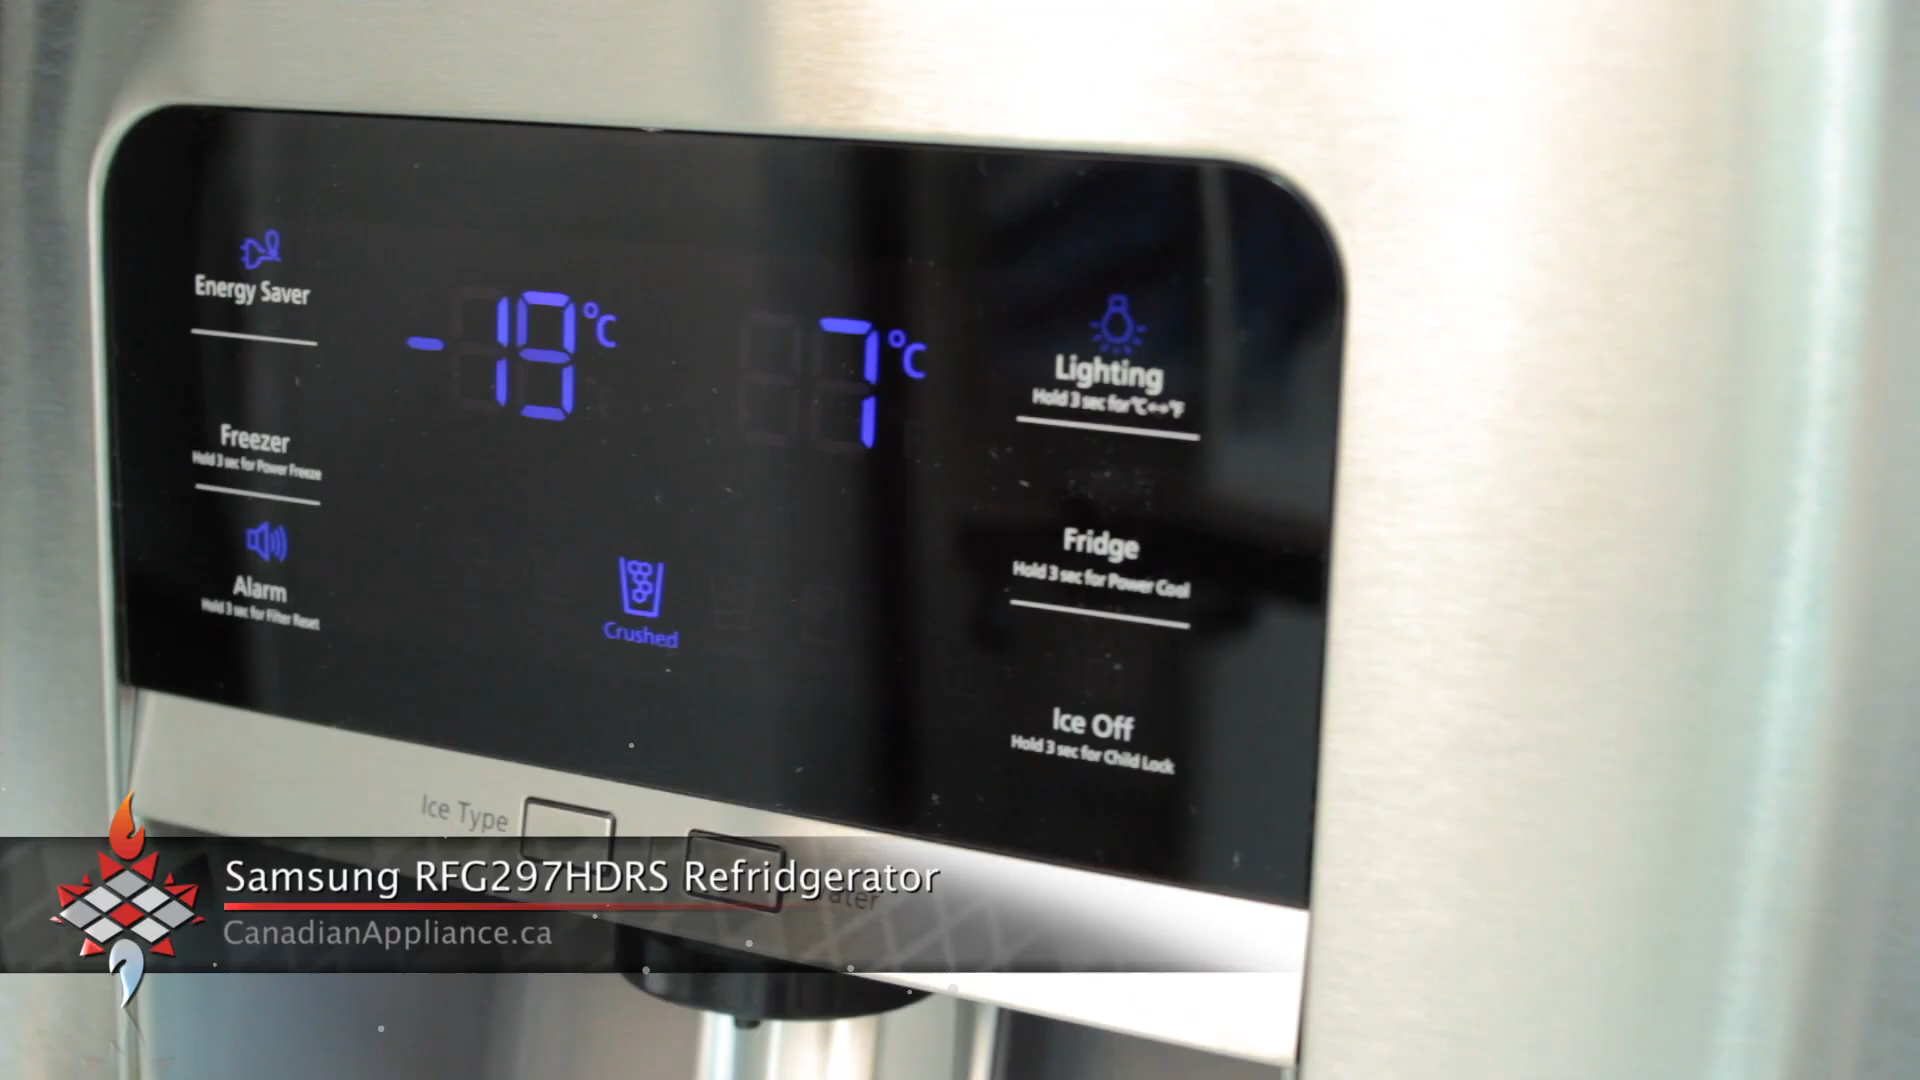 Energy Saver
-19°C
7°C
Lighting
Hold 3 sec for °C↔°F
Freezer
Hold 3 sec for Power Freeze
Fridge
Hold 3 sec for Power Cool
Alarm
Hold 3 sec for Filter Reset
Crushed
Ice Off
Hold 3 sec for Child Lock
Ice Type
Samsung RFG297HDRS Refridgerator
CanadianAppliance.ca